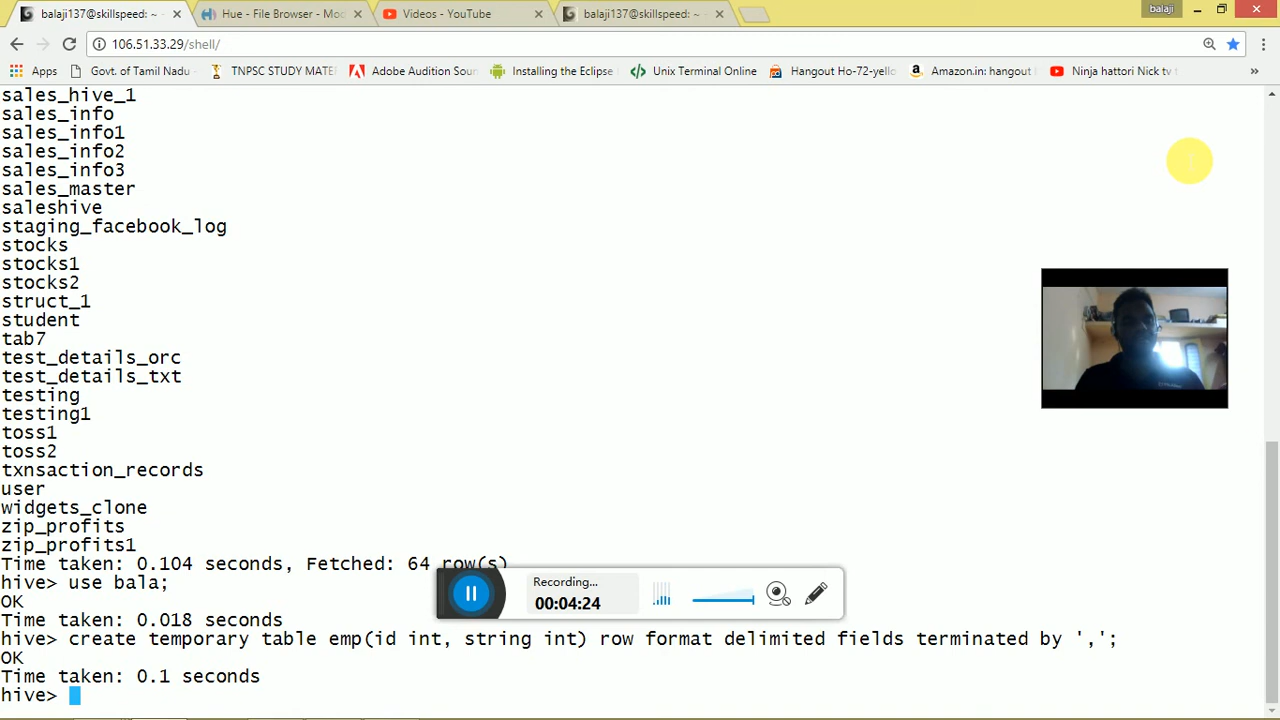 balaji137@skillspeed: ~
Hue - File Browser - Moz
Videos - YouTube
balaji137@skillspeed: ~
balaji
106.51.33.29/shell/
Apps
Govt. of Tamil Nadu
TNPSC STUDY MATE
Adobe Audition Soun
Installing the Eclipse
Unix Terminal Online
Hangout Ho-72-yello
Amazon.in: hangout
Ninja hattori Nick tv
»
sales_hive_1
sales_info
sales_info1
sales_info2
sales_info3
sales_master
saleshive
staging_facebook_log
stocks
stocks1
stocks2
struct_1
student
tab7
test_details_orc
test_details_txt
testing
testing1
toss1
toss2
txnsaction_records
user
widgets_clone
zip_profits
zip_profits1
Time taken: 0.104 seconds, Fetched: 64 row(s)
hive> use bala;
OK
Time taken: 0.018 seconds
hive> create temporary table emp(id int, string int) row format delimited fields terminated by ',';
OK
Time taken: 0.1 seconds
hive>
Recording...
00:04:24